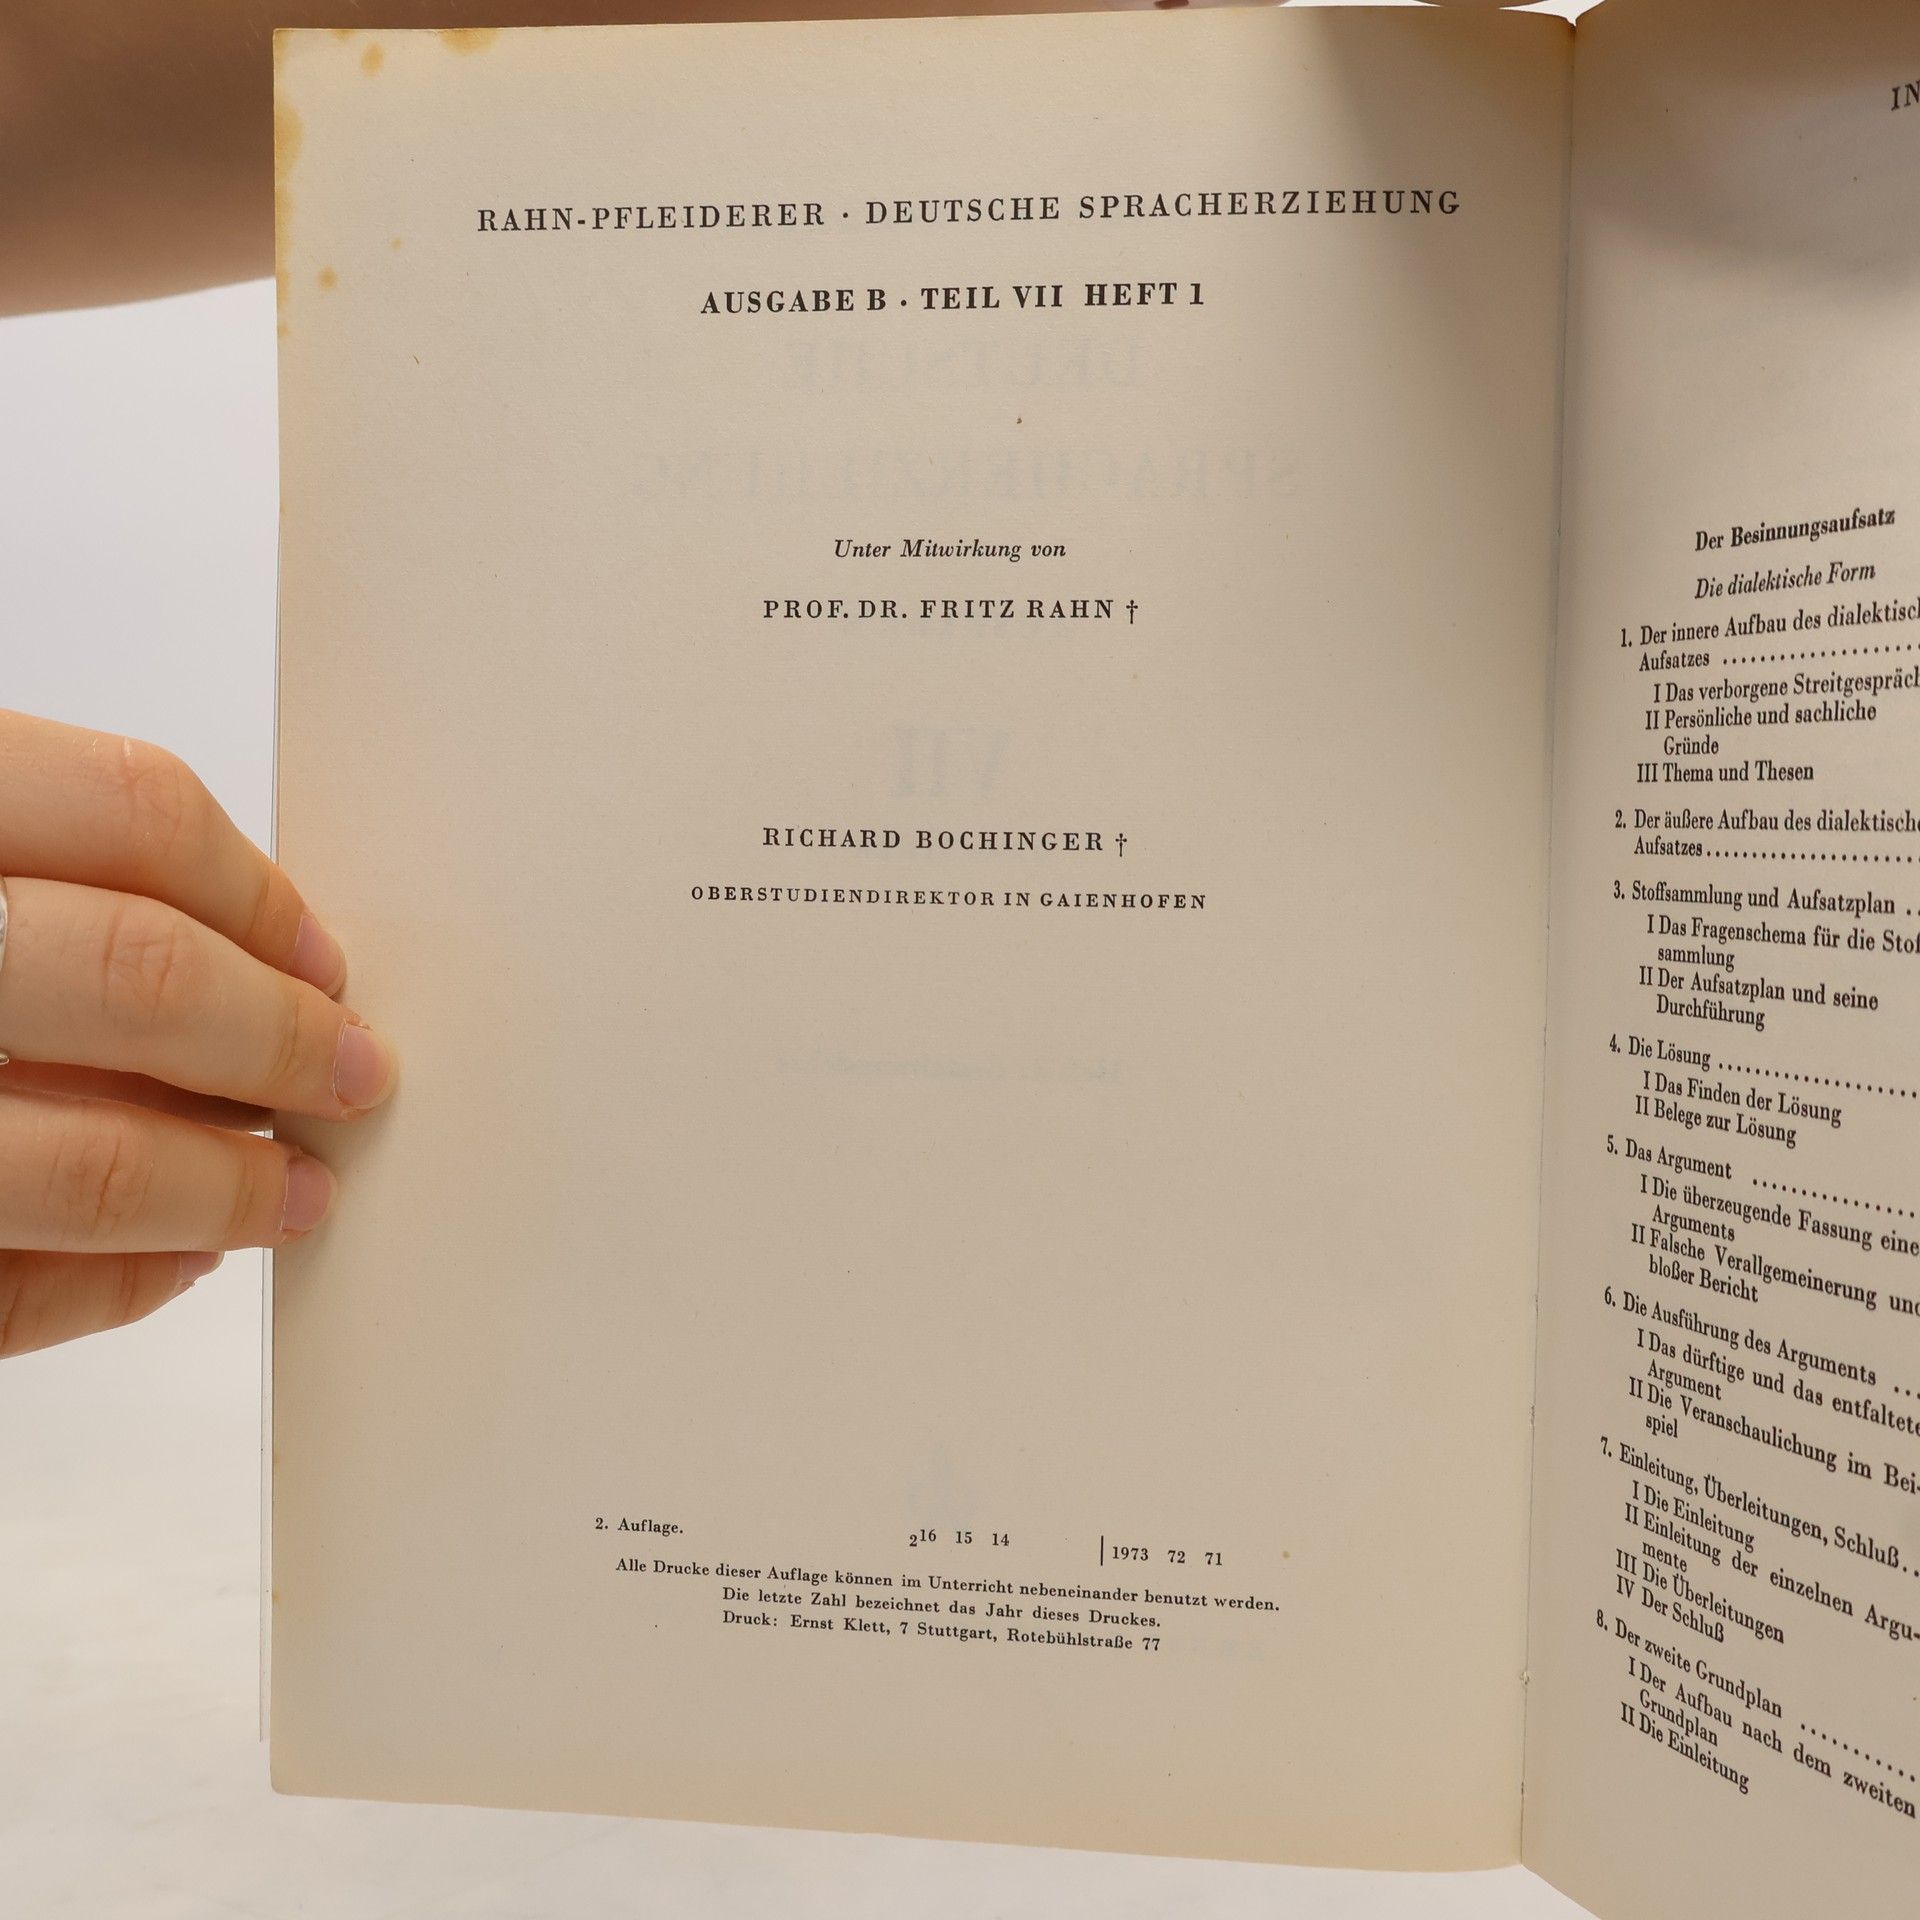 RAHN-PFLEIDERER · DEUTSCHE SPRACHERZIEHUNG
AUSGABE B · TEIL VII HEFT 1
Unter Mitwirkung von
PROF. DR. FRITZ RAHN †
RICHARD BOCHINGER †
OBERSTUDIENDIREKTOR IN GAIENHOFEN
2. Auflage. 2 16 15 14 | 1973 72 71
Alle Drucke dieser Auflage können im Unterricht nebeneinander benutzt werden.
Die letzte Zahl bezeichnet das Jahr dieses Druckes.
Druck: Ernst Klett, 7 Stuttgart, Rotebühlstraße 77
Der Besinnungsaufsatz
Die dialektische Form
1. Der innere Aufbau des
Aufsatzes ....................
I Das verborgene
II Persönliche und sachliche
Gründe
III Thema und Thesen
2. Der äußere Aufbau des
Aufsatzes ....................
3. Stoffsammlung und Aufsatzplan ..
I Das Fragenschema für die
sammlung
II Der Aufsatzplan und seine
Durchführung
4. Die Lösung ....................
I Das Finden der Lösung
II Belege zur Lösung
5. Das Argument ..................
I Die überzeugende Fassung
Arguments
II Falsche Verallgemeinerung und
bloßer Bericht
6. Die Ausführung des Arguments ...
I Das dürftige und das entfaltete
Argument
II Die Veranschaulichung im Bei-
spiel
7. Einleitung, Überleitungen, Schluß ..
I Die Einleitung
II Einleitung der einzelnen Argu-
mente
III Die Überleitungen
IV Der Schluß
8. Der zweite Grundplan ..........
I Der Aufbau nach dem zweiten
Grundplan
II Die Einleitung